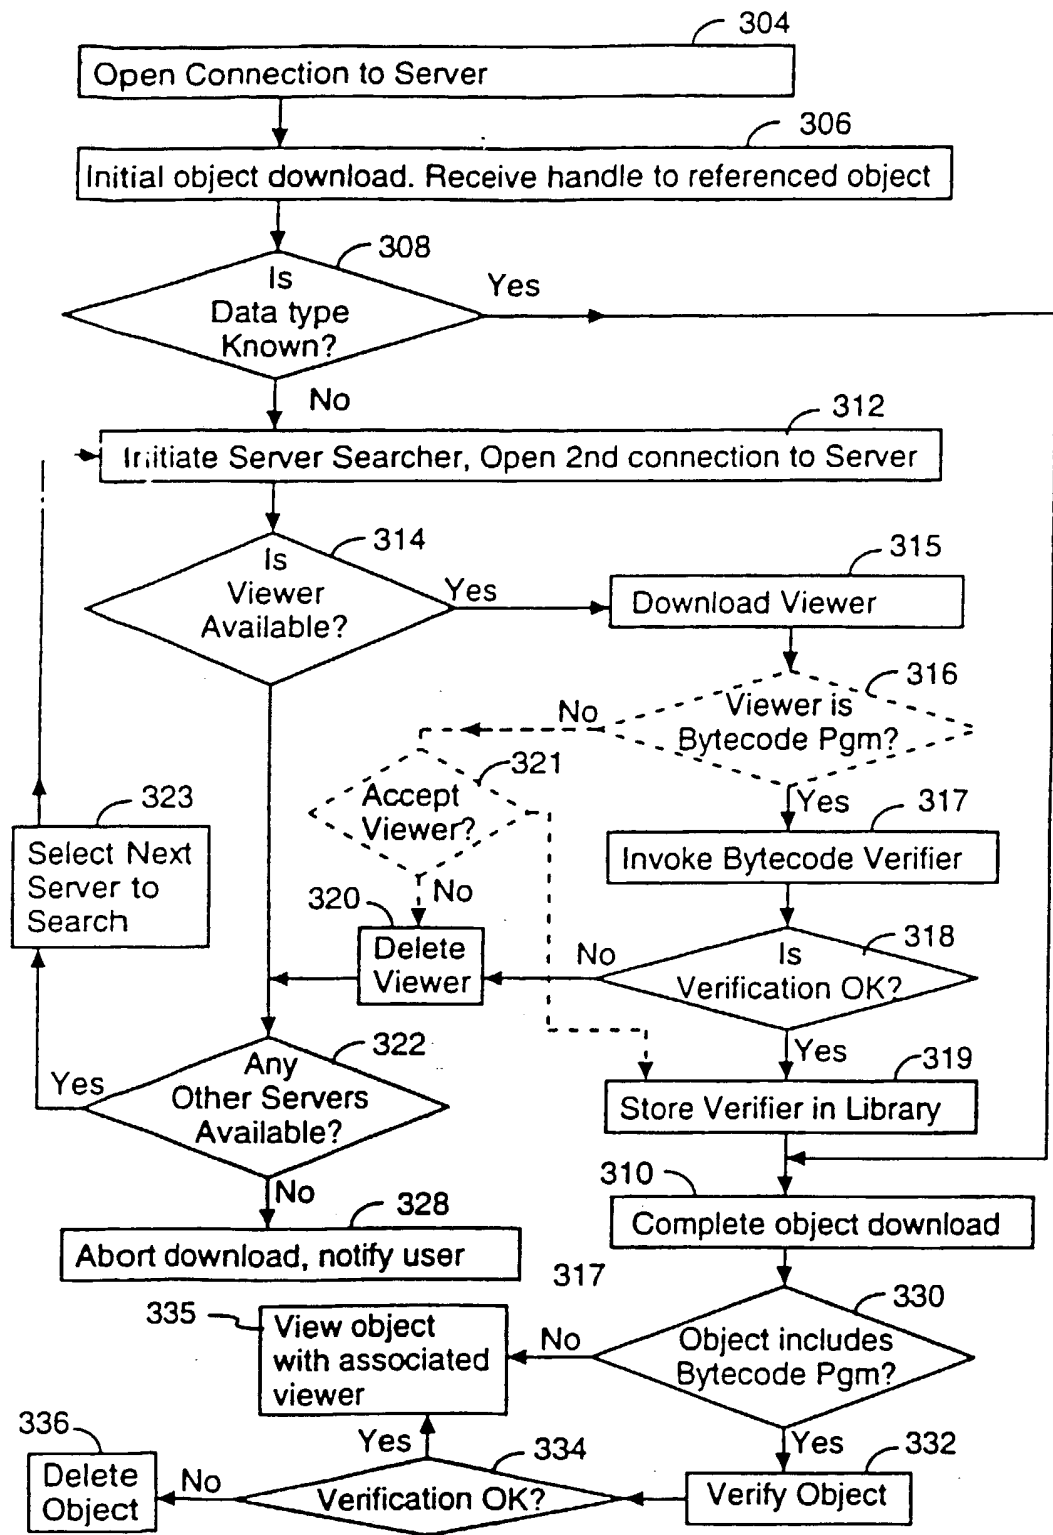 304
Open Connection to Server
306
Initial object download. Receive handle to referenced object
308
Is
Data type
Known?
Yes
No
312
Initiate Server Searcher, Open 2nd connection to Server
314
Is
Viewer
Available?
Yes
315
Download Viewer
316
Viewer is
Bytecode Pgm?
No
Yes
321
Accept
Viewer?
No
323
Select Next
Server to
Search
317
Invoke Bytecode Verifier
320
Delete
Viewer
318
Is
Verification OK?
No
Yes
322
Any
Other Servers
Available?
Yes
No
319
Store Verifier in Library
310
Complete object download
328
Abort download, notify user
317
330
Object includes
Bytecode Pgm?
No
Yes
335
View object
with associated
viewer
332
Verify Object
334
Verification OK?
Yes
No
336
Delete
Object